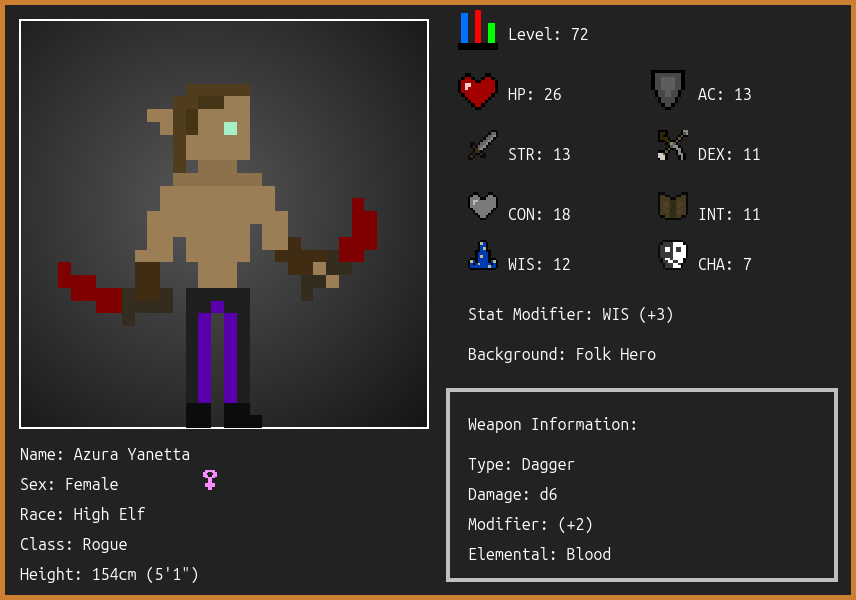 Level: 72
HP: 26
AC: 13
STR: 13
DEX: 11
CON: 18
INT: 11
WIS: 12
CHA: 7
Stat Modifier: WIS (+3)
Background: Folk Hero
Weapon Information:
Type: Dagger
Damage: d6
Modifier: (+2)
Elemental: Blood
Name: Azura Yanetta
Sex: Female
Race: High Elf
Class: Rogue
Height: 154cm (5'1")